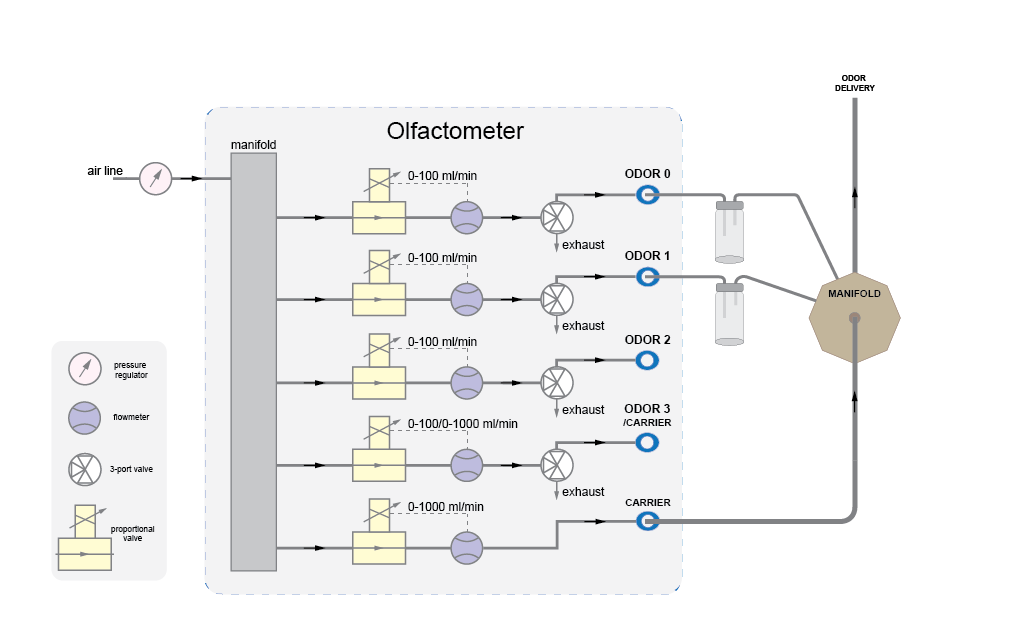 ODOR
DELIVERY
Olfactometer
manifold
air line
0-100 ml/min
ODOR 0
exhaust
0-100 ml/min
ODOR 1
exhaust
MANIFOLD
0-100 ml/min
ODOR 2
exhaust
0-100/0-1000 ml/min
ODOR 3
/CARRIER
exhaust
0-1000 ml/min
CARRIER
pressure
regulator
flowmeter
3-port valve
proportional
valve